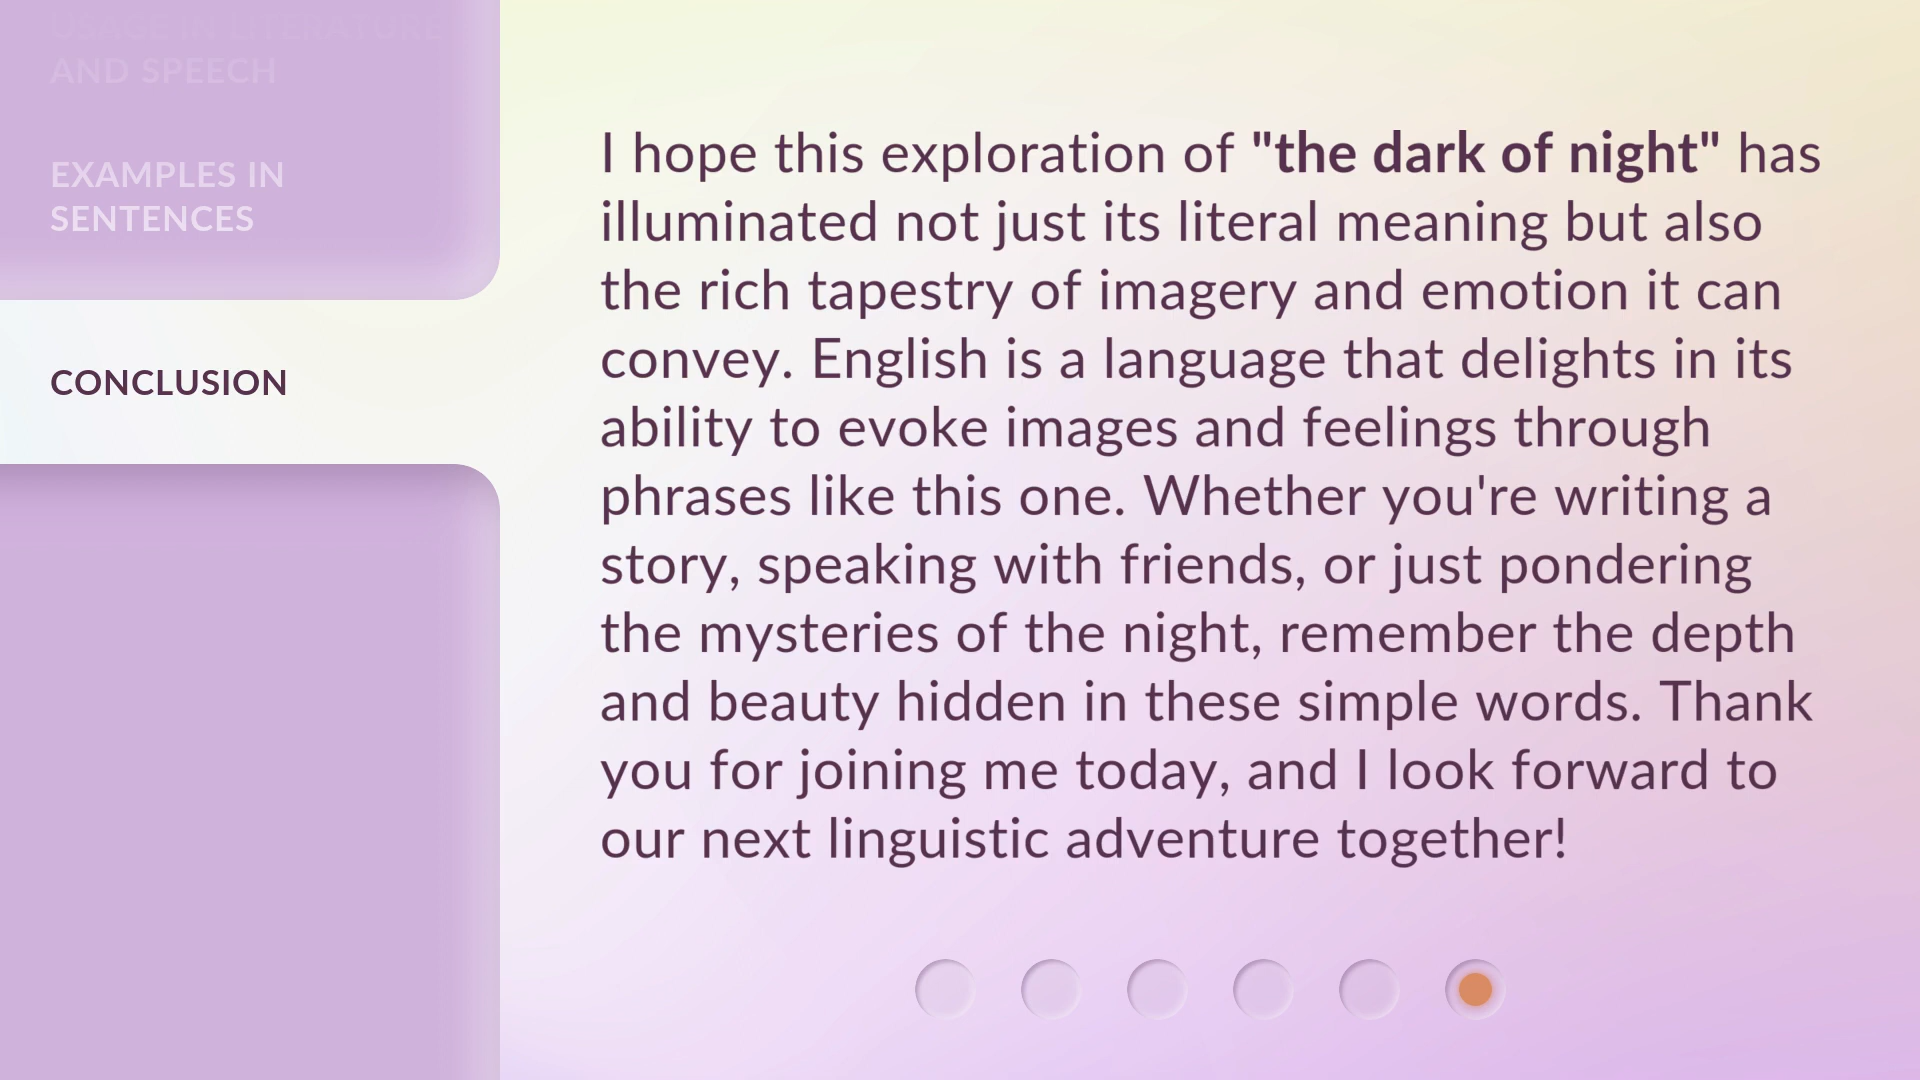 USAGE IN LITERATURE
AND SPEECH
EXAMPLES IN
SENTENCES
CONCLUSION
I hope this exploration of "the dark of night" has
illuminated not just its literal meaning but also
the rich tapestry of imagery and emotion it can
convey. English is a language that delights in its
ability to evoke images and feelings through
phrases like this one. Whether you're writing a
story, speaking with friends, or just pondering
the mysteries of the night, remember the depth
and beauty hidden in these simple words. Thank
you for joining me today, and I look forward to
our next linguistic adventure together!